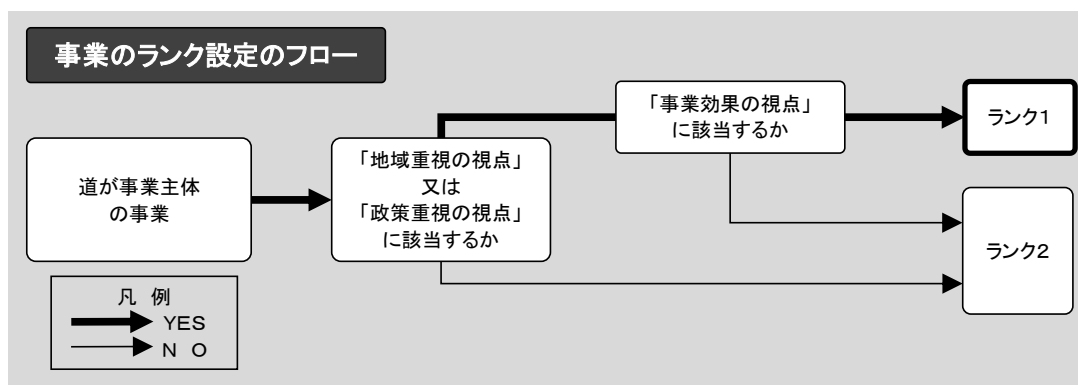 事業のランク設定のフロー
道が事業主体
の事業
「地域重視の視点」
又は
「政策重視の視点」
に該当するか
「事業効果の視点」
に該当するか
ランク1
ランク2
凡 例
YES
N O